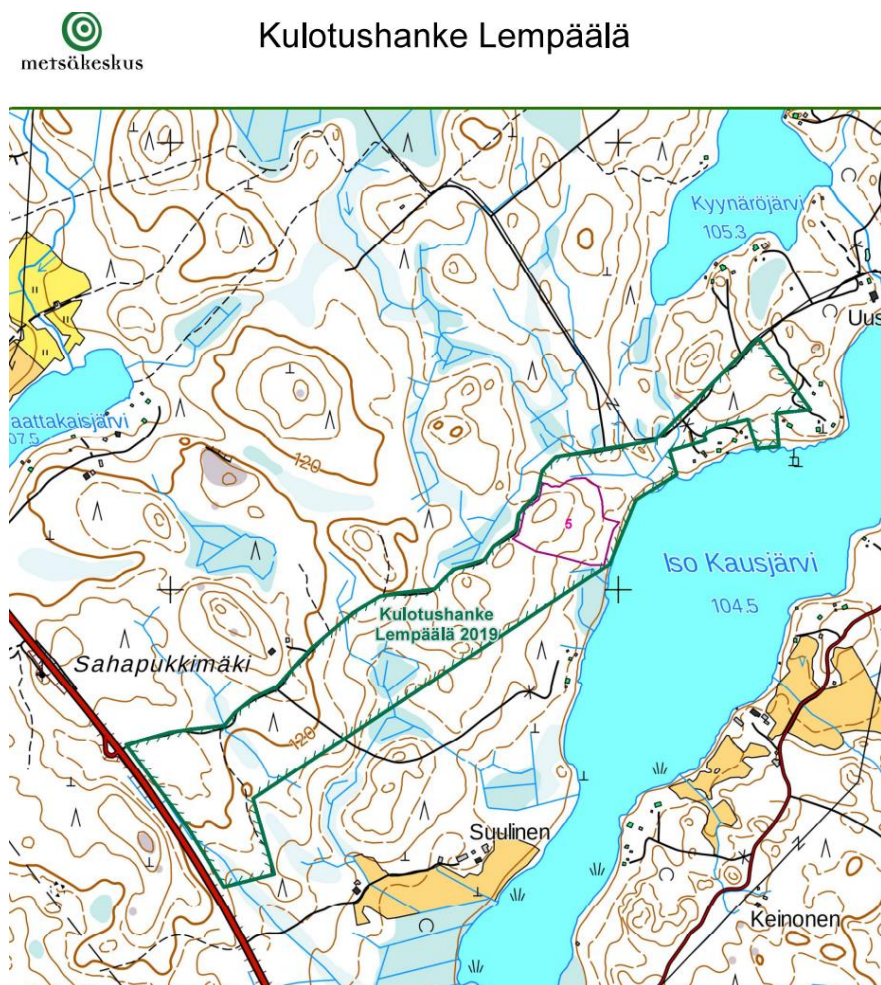 metsäkeskus
Kulotushanke Lempäälä
Kyynäröjärvi
105.3
Uus
aattakaisjärvi
07.5
120
5
Iso Kausjärvi
104.5
Kulotushanke
Lempäälä 2019
Sahapukkimäki
120
Suulinen
Keinonen